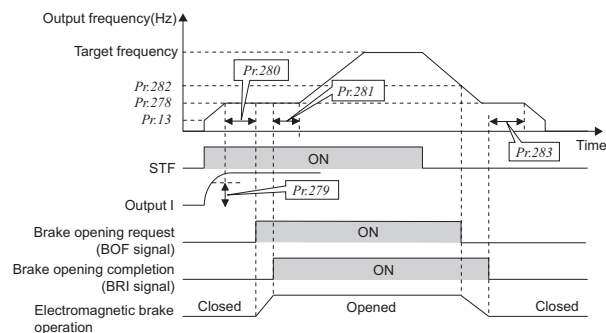 Output frequency(Hz)
Target frequency
Pr.280
Pr.282
Pr.281
Pr.278
Pr.13
Time
Pr.283
STF
ON
Pr.279
Output I
Brake opening request
(BOF signal)
ON
Brake opening completion
(BRI signal)
ON
Electromagnetic brake
operation
Closed
Opened
Closed